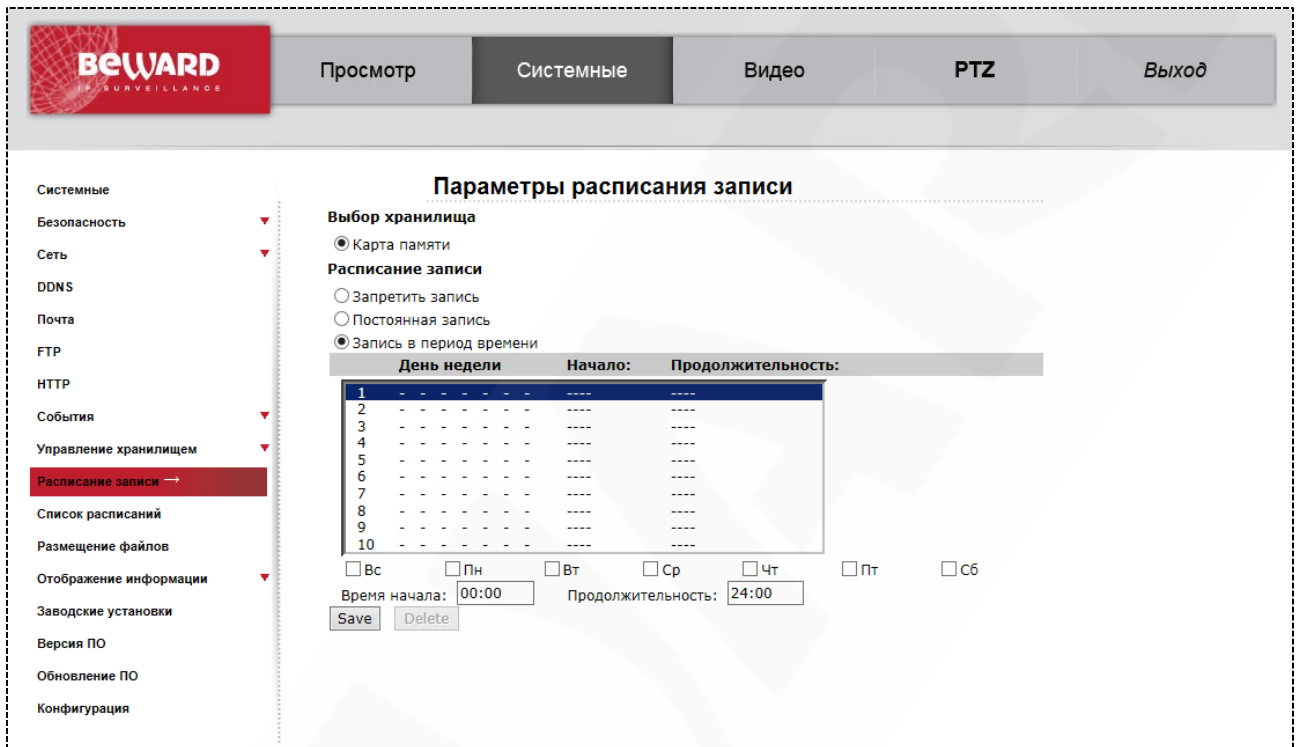 BEWARD
IP SURVEILLANCE
Просмотр Системные Видео PTZ Выход
Системные
Безопасность
Сеть
DDNS
Почта
FTP
HTTP
События
Управление хранилищем
Расписание записи →
Список расписаний
Размещение файлов
Отображение информации
Заводские установки
Версия ПО
Обновление ПО
Конфигурация
Параметры расписания записи
Выбор хранилища
Карта памяти
Расписание записи
Запретить запись
Постоянная запись
Запись в период времени
День недели Начало: Продолжительность:
1 - - - - - - - ---- ----
2 - - - - - - - ---- ----
3 - - - - - - - ---- ----
4 - - - - - - - ---- ----
5 - - - - - - - ---- ----
6 - - - - - - - ---- ----
7 - - - - - - - ---- ----
8 - - - - - - - ---- ----
9 - - - - - - - ---- ----
10 - - - - - - - ---- ----
Вс Пн Вт Ср Чт Пт Сб
Время начала: 00:00 Продолжительность: 24:00
Save Delete